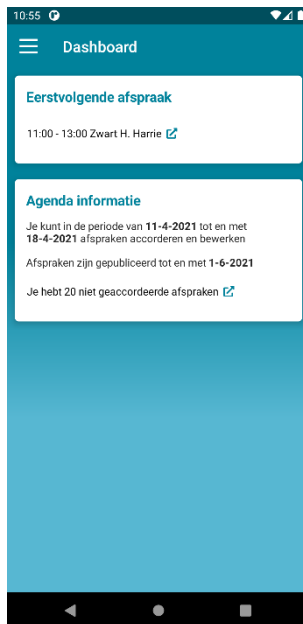 10:55
Dashboard
Eerstvolgende afspraak
11:00 - 13:00 Zwart H. Harrie
Agenda informatie
Je kunt in de periode van 11-4-2021 tot en met
18-4-2021 afspraken accorderen en bewerken
Afspraken zijn gepubliceerd tot en met 1-6-2021
Je hebt 20 niet geaccordeerde afspraken